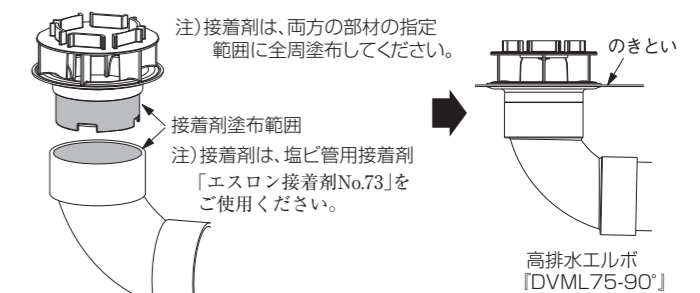 注）接着剤は、両方の部材の指定
範囲に全周塗布してください。
のきとい
接着剤塗布範囲
注）接着剤は、塩ビ管用接着剤
「エスロン接着剤No.73」を
ご使用ください。
高排水エルボ
『DVML75-90°』